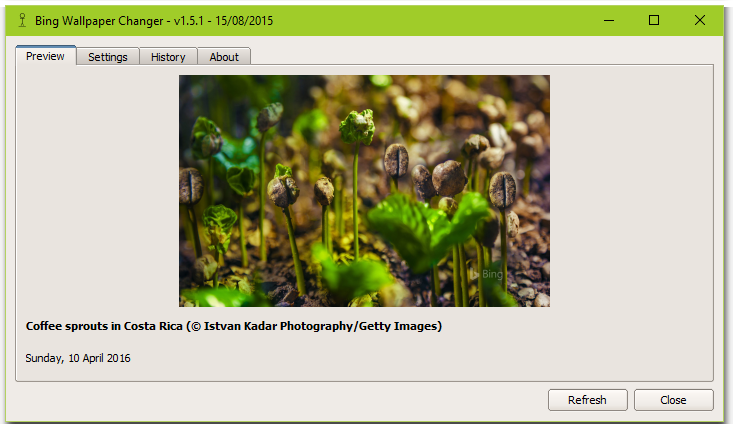 Bing Wallpaper Changer - v1.5.1 - 15/08/2015
Preview Settings History About
Bing
Coffee sprouts in Costa Rica (© Istvan Kadar Photography/Getty Images)
Sunday, 10 April 2016
Refresh Close